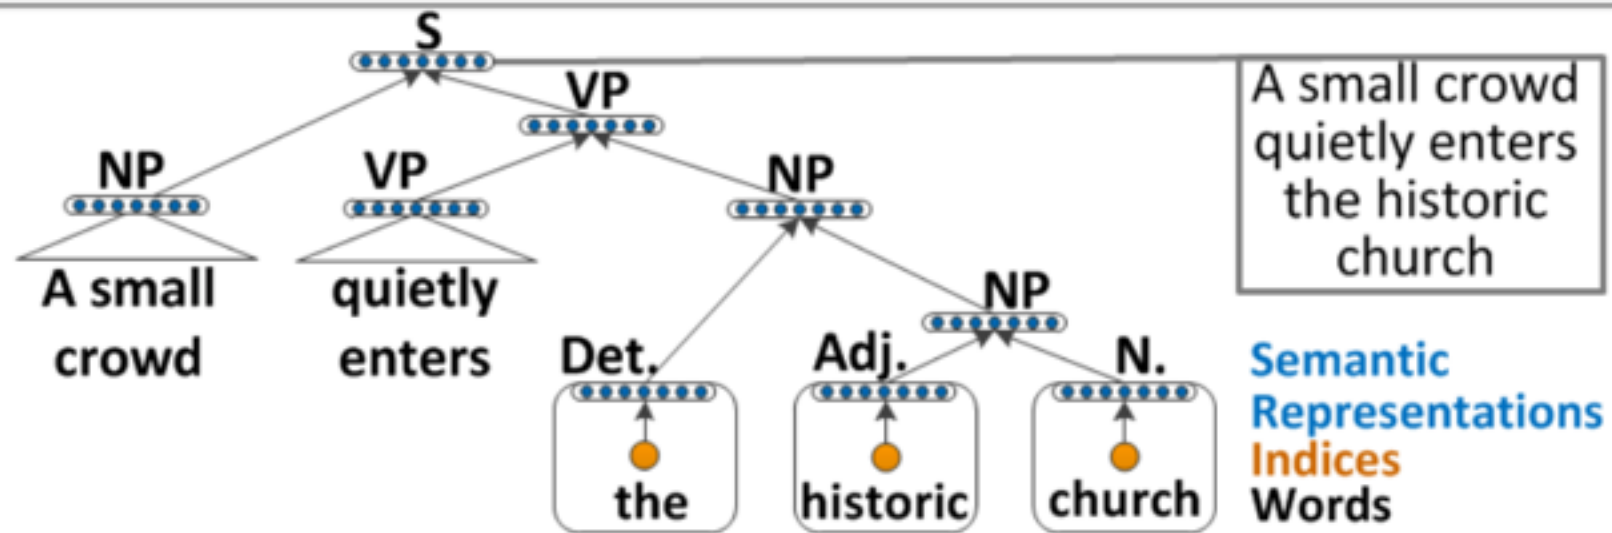 S
VP
NP
VP
NP
A small
crowd
quietly
enters
NP
Det.
Adj.
N.
the
historic
church
A small crowd
quietly enters
the historic
church
Semantic
Representations
Indices
Words